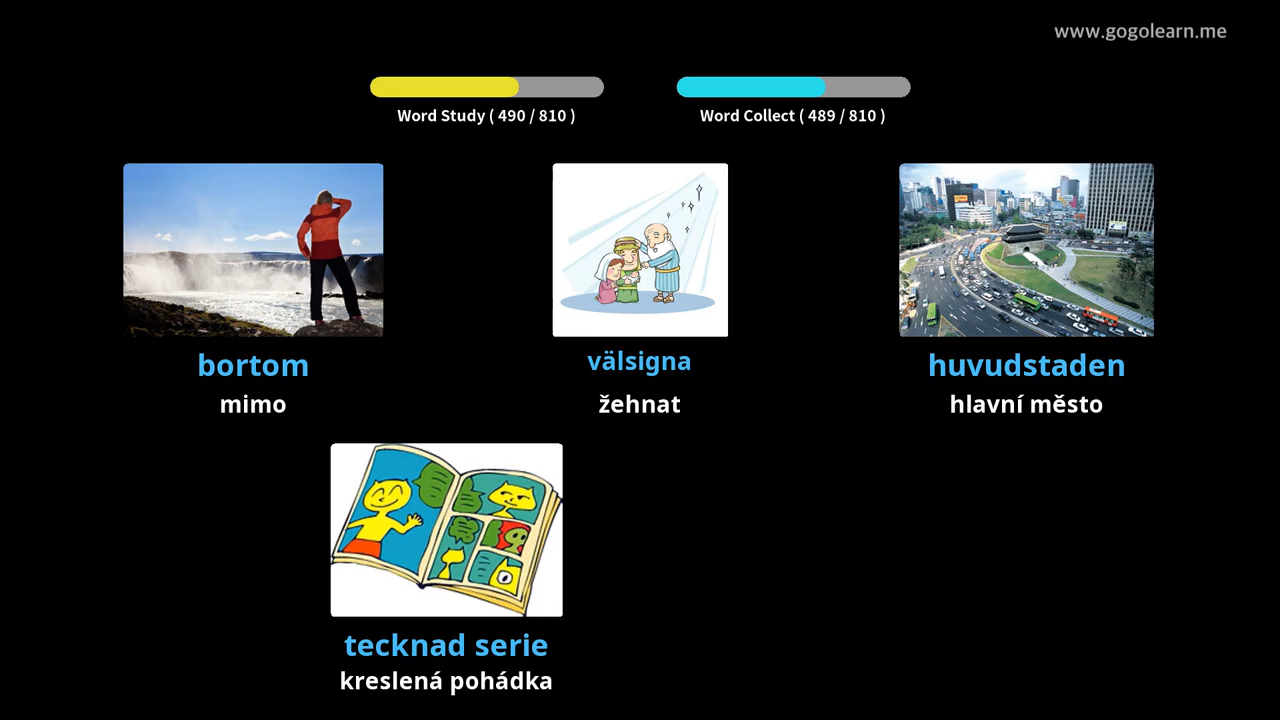 www.gogolearn.me
Word Study ( 490 / 810 )
Word Collect ( 489 / 810 )
bortom
mimo
välsigna
žehnat
huvudstaden
hlavní město
tecknad serie
kreslená pohádka